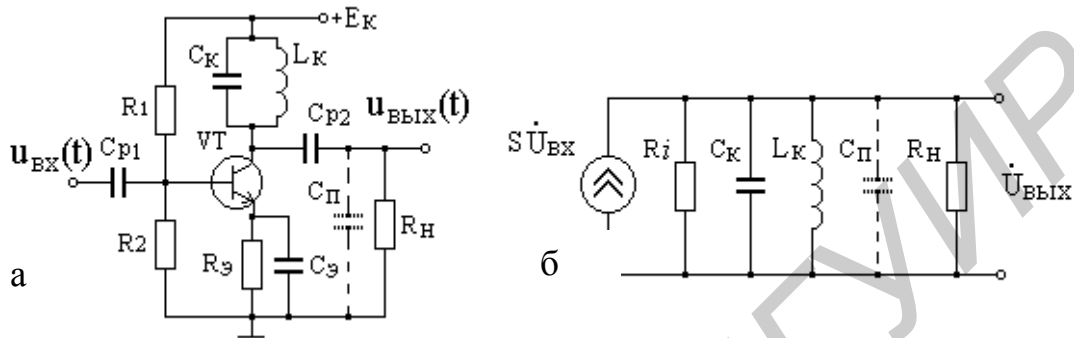 +Eк
Cк
Lк
R1
Cр2
uвых(t)
uвх(t)
Cр1
VT
Cп
Rн
R2
Rэ
Cэ
а
SU̇вх
Ri
Cк
Lк
Cп
Rн
U̇вых
б
ГУИР